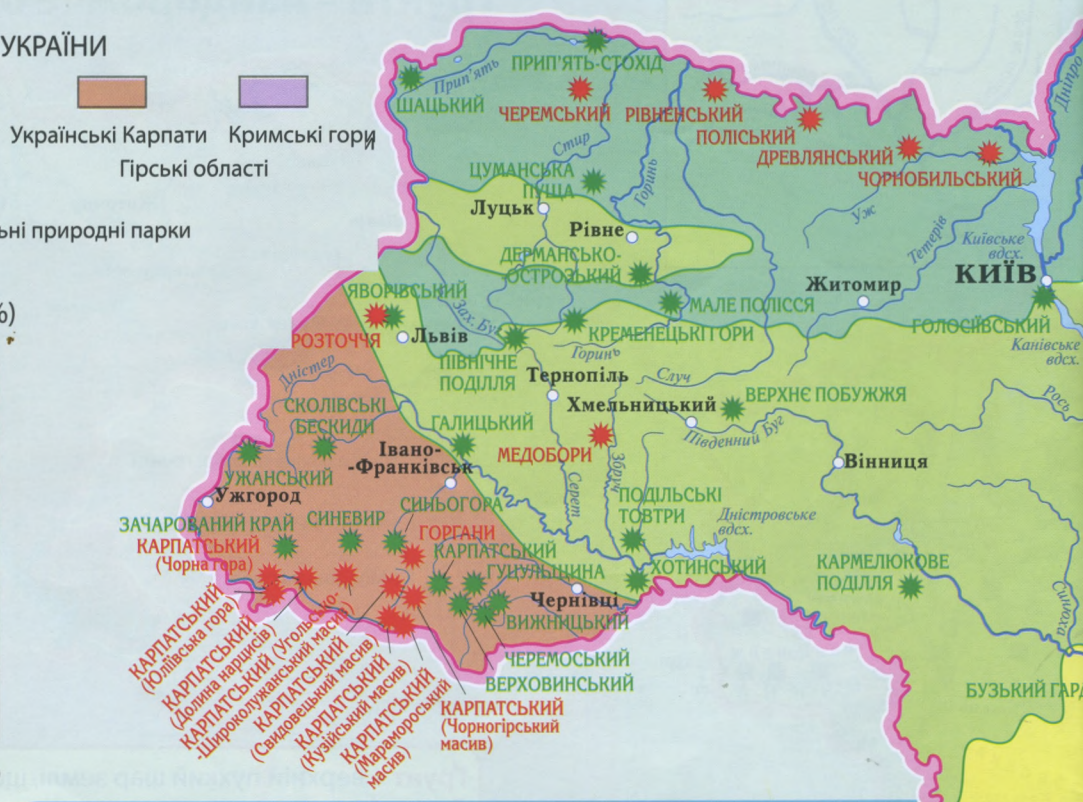 УКРАЇНИ
Українські Карпати
Кримські гори
Гірські області
ьні природні парки
%)
ПРИП'ЯТЬ-СТОХІД
Прип'ять
ШАЦЬКИЙ
ЧЕРЕМСЬКИЙ
РІВНЕНСЬКИЙ
ПОЛІСЬКИЙ
ДРЕВЛЯНСЬКИЙ
ЧОРНОБИЛЬСЬКИЙ
Дніпро
Стир
Горинь
ЦУМАНСЬКА
ПУЩА
Луцьк
Рівне
Уж
Тетерів
Київське
вдсх.
КИЇВ
ДЕРМАНСЬКО-
-ОСТРОЗЬКИЙ
Житомир
ЯВОРІВСЬКИЙ
МАЛЕ ПОЛІССЯ
ГОЛОСІЇВСЬКИЙ
Зах. Буг
РОЗТОЧЧЯ
Львів
КРЕМЕНЕЦЬКІ ГОРИ
Канівське
вдсх.
ПІВНІЧНЕ
ПОДІЛЛЯ
Горинь
Тернопіль
Случ
Дністер
Хмельницький
ВЕРХНЄ ПОБУЖЖЯ
Рось
СКОЛІВСЬКІ
БЕСКИДИ
ГАЛИЦЬКИЙ
Південний Буг
МЕДОБОРИ
Івано-
-Франківськ
Вінниця
УЖАНСЬКИЙ
Ужгород
Збруч
Серет
СИНЬОГОРА
ПОДІЛЬСЬКІ
ТОВТРИ
Дністровське
вдсх.
ЗАЧАРОВАНИЙ КРАЙ
СИНЕВИР
ГОРГАНИ
КАРПАТСЬКИЙ
(Чорна гора)
КАРПАТСЬКИЙ
ГУЦУЛЬЩИНА
ХОТИНСЬКИЙ
КАРМЕЛЮКОВЕ
ПОДІЛЛЯ
Чернівці
ВИЖНИЦЬКИЙ
Синюха
КАРПАТСЬКИЙ
(Юліївська гора)
КАРПАТСЬКИЙ
(Долина нарцисів)
КАРПАТСЬКИЙ (Угольсько-
-Широколужанський масив)
КАРПАТСЬКИЙ
(Свидовецький масив)
КАРПАТСЬКИЙ
(Кузійський масив)
КАРПАТСЬКИЙ
(Марамороський
масив)
ЧЕРЕМОСЬКИЙ
ВЕРХОВИНСЬКИЙ
КАРПАТСЬКИЙ
(Чорногірський
масив)
БУЗЬКИЙ ГАРД